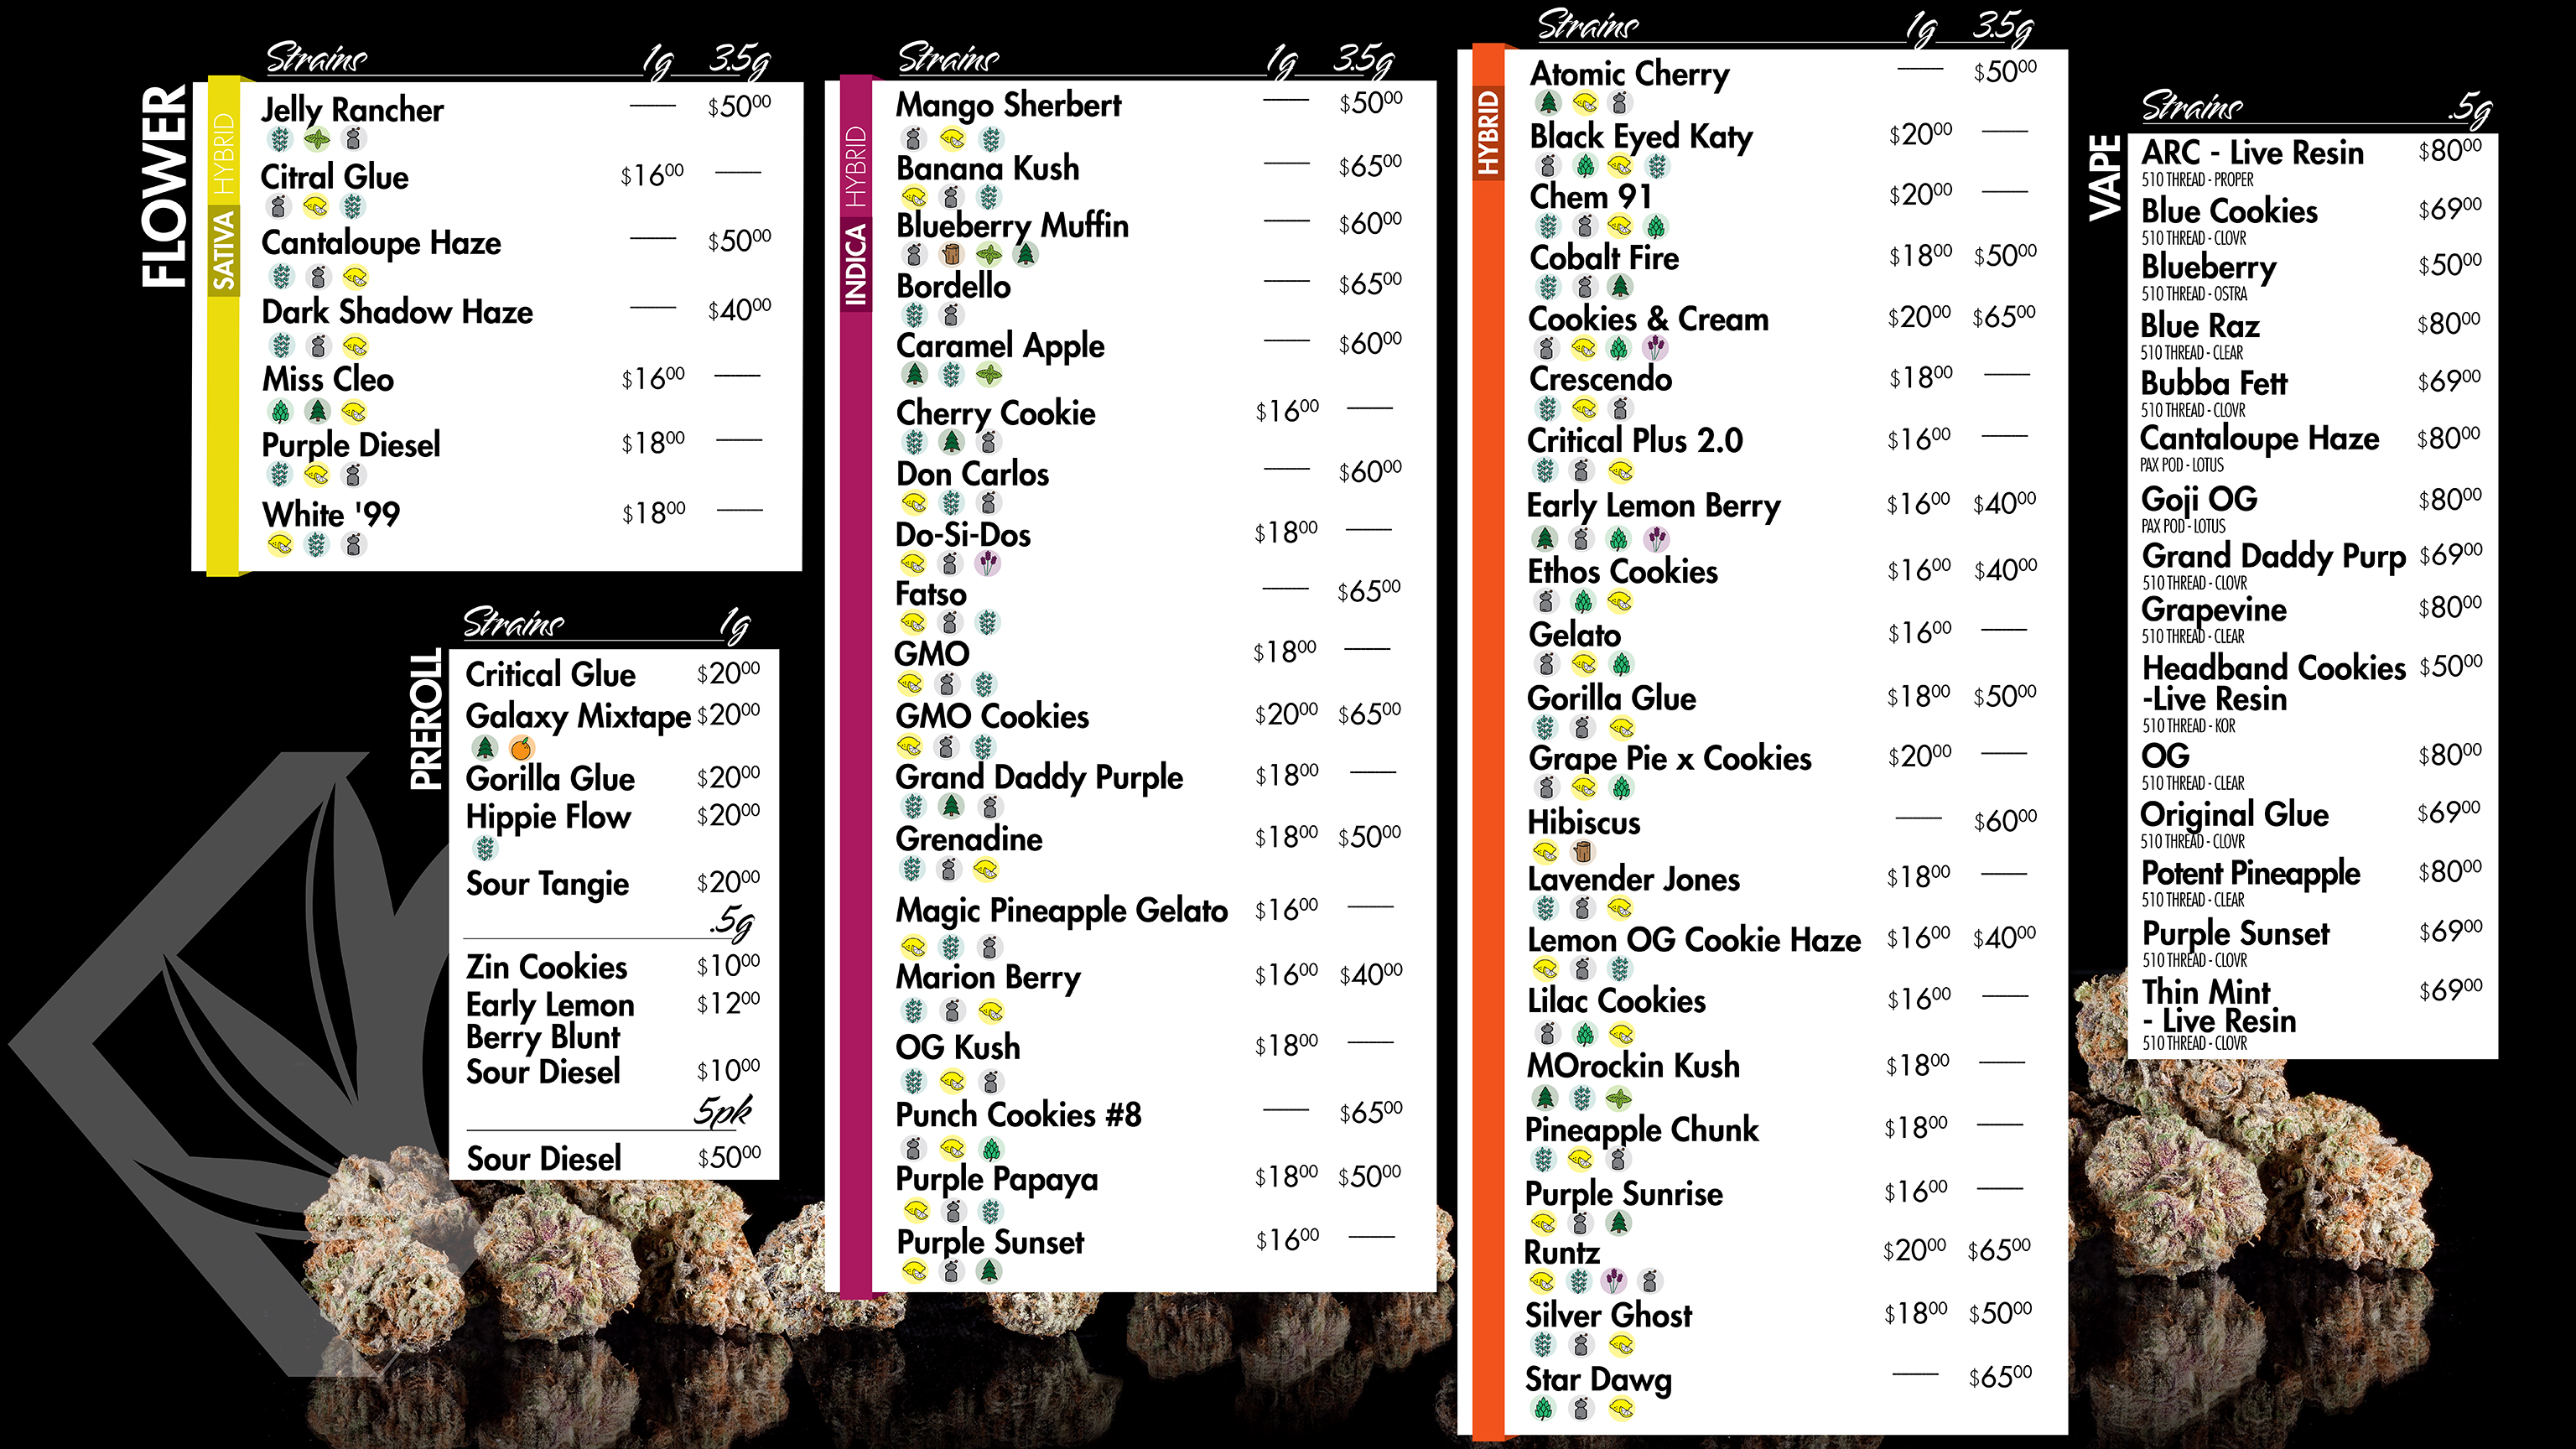 FLOWER
SATIVA HYBRID
Strains 1g 3.5g
Jelly Rancher —— $50.00
Citral Glue $16.00 ——
Cantaloupe Haze —— $50.00
Dark Shadow Haze —— $40.00
Miss Cleo $16.00 ——
Purple Diesel $18.00 ——
White '99 $18.00 ——
PREROLL
Strains 1g
Critical Glue $20.00
Galaxy Mixtape $20.00
Gorilla Glue $20.00
Hippie Flow $20.00
Sour Tangie $20.00
.5g
Zin Cookies $10.00
Early Lemon $12.00
Berry Blunt
Sour Diesel $10.00
5pk
Sour Diesel $50.00
INDICA HYBRID
Strains 1g 3.5g
Mango Sherbert —— $50.00
Banana Kush —— $65.00
Blueberry Muffin —— $60.00
Bordello —— $65.00
Caramel Apple —— $60.00
Cherry Cookie $16.00 ——
Don Carlos —— $60.00
Do-Si-Dos $18.00 ——
Fatso —— $65.00
GMO $18.00 ——
GMO Cookies $20.00 $65.00
Grand Daddy Purple $18.00 ——
Grenadine $18.00 $50.00
Magic Pineapple Gelato $16.00 ——
Marion Berry $16.00 $40.00
OG Kush $18.00 ——
Punch Cookies #8 —— $65.00
Purple Papaya $18.00 $50.00
Purple Sunset $16.00 ——
HYBRID
Strains 1g 3.5g
Atomic Cherry —— $50.00
Black Eyed Katy $20.00 ——
Chem 91 $20.00 ——
Cobalt Fire $18.00 $50.00
Cookies & Cream $20.00 $65.00
Crescendo $18.00 ——
Critical Plus 2.0 $16.00 ——
Early Lemon Berry $16.00 $40.00
Ethos Cookies $16.00 $40.00
Gelato $16.00 ——
Gorilla Glue $18.00 $50.00
Grape Pie x Cookies $20.00 ——
Hibiscus —— $60.00
Lavender Jones $18.00 ——
Lemon OG Cookie Haze $16.00 $40.00
Lilac Cookies $16.00 ——
MOrockin Kush $18.00 ——
Pineapple Chunk $18.00 ——
Purple Sunrise $16.00 ——
Runtz $20.00 $65.00
Silver Ghost $18.00 $50.00
Star Dawg —— $65.00
VAPE
Strains .5g
ARC - Live Resin $80.00
510 THREAD - PROPER
Blue Cookies $69.00
510 THREAD - CLOVR
Blueberry $50.00
510 THREAD - OSTRA
Blue Raz $80.00
510 THREAD - CLEAR
Bubba Fett $69.00
510 THREAD - CLOVR
Cantaloupe Haze $80.00
PAX POD - LOTUS
Goji OG $80.00
PAX POD - LOTUS
Grand Daddy Purp $69.00
510 THREAD - CLOVR
Grapevine $80.00
510 THREAD - CLEAR
Headband Cookies $50.00
-Live Resin
510 THREAD - KOR
OG $80.00
510 THREAD - CLEAR
Original Glue $69.00
510 THREAD - CLOVR
Potent Pineapple $80.00
510 THREAD - CLEAR
Purple Sunset $69.00
510 THREAD - CLOVR
Thin Mint $69.00
- Live Resin
510 THREAD - CLOVR